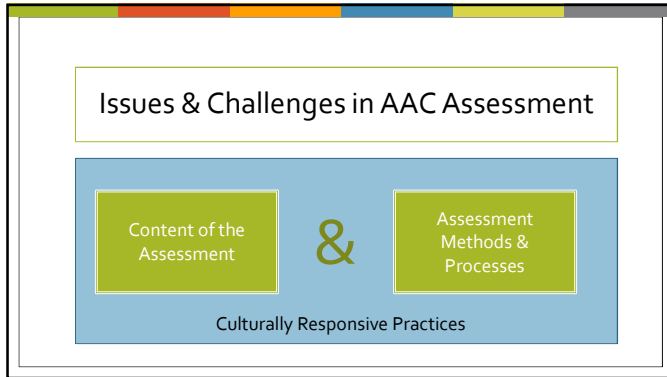 Issues & Challenges in AAC Assessment
Content of the
Assessment
&
Assessment
Methods &
Processes
Culturally Responsive Practices